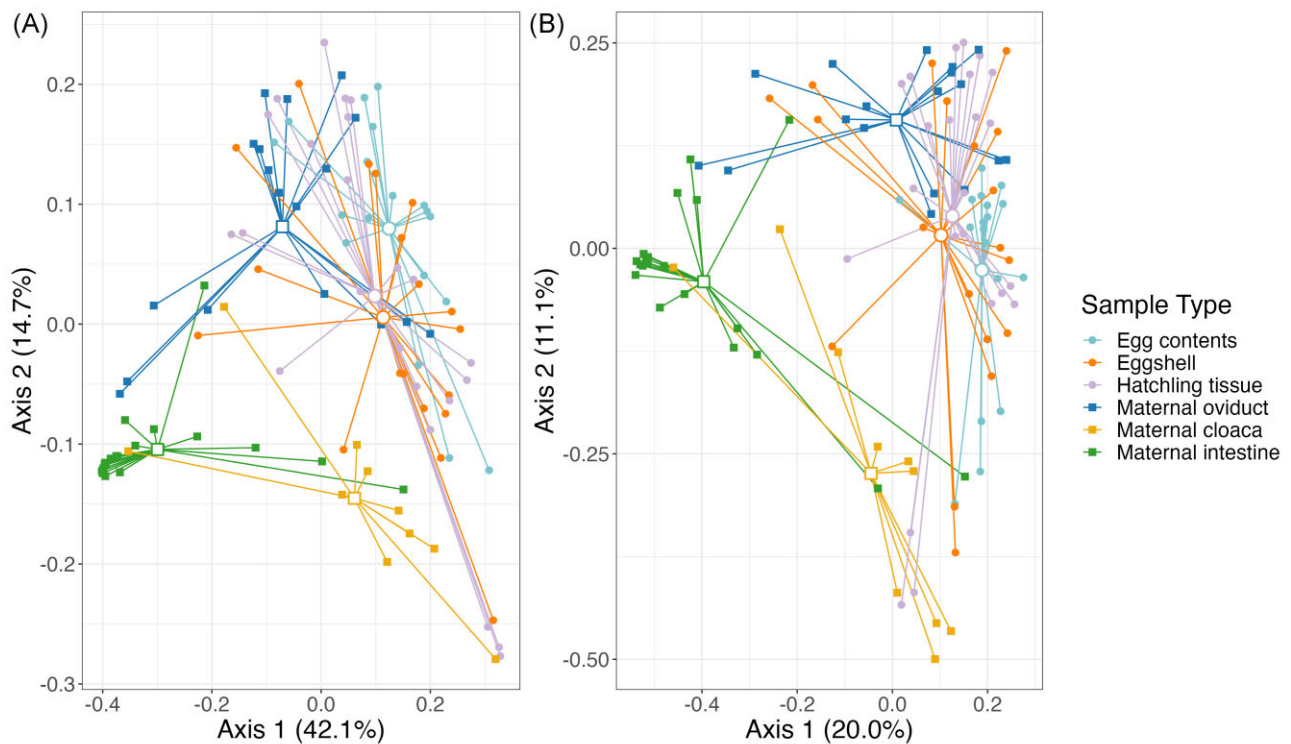 (A)
0.2
0.1
0.0
-0.1
-0.2
-0.3
Axis 2 (14.7%)
-0.4
-0.2
0.0
0.2
Axis 1 (42.1%)
(B)
0.25
0.00
-0.25
-0.50
Axis 2 (11.1%)
-0.4
-0.2
0.0
0.2
Axis 1 (20.0%)
Sample Type
Egg contents
Eggshell
Hatchling tissue
Maternal oviduct
Maternal cloaca
Maternal intestine